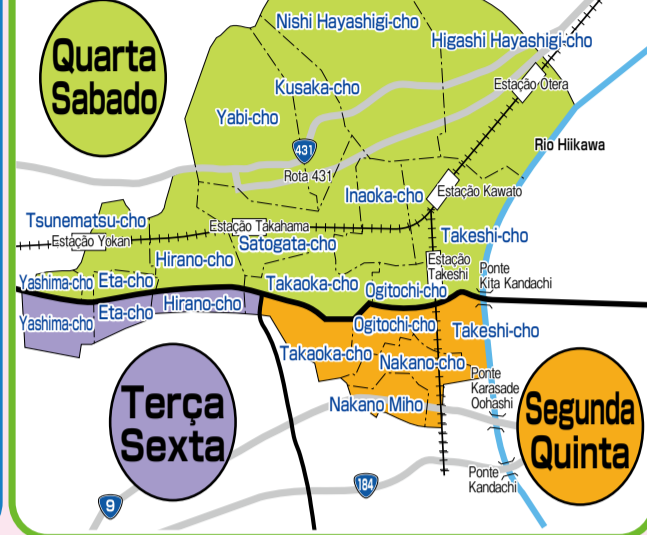 Nishi Hayashigi-cho
Higashi Hayashigi-cho
Quarta
Sabado
Estação Otera
Kusaka-cho
Yabi-cho
Rio Hiikawa
431
Rota 431
Inaoka-cho
Estação Kawato
Tsunematsu-cho
Estação Takahama
Takeshi-cho
Estação Yokan
Satogata-cho
Hirano-cho
Estação
Takeshi
Ponte
Kita Kandachi
Yashima-cho
Eta-cho
Takaoka-cho
Ogitochi-cho
Yashima-cho
Eta-cho
Hirano-cho
Ogitochi-cho
Takeshi-cho
Takaoka-cho
Nakano-cho
Ponte
Karasade
Oohashi
Nakano Miho
Terça
Sexta
Segunda
Quinta
Ponte
Kandachi
184
9